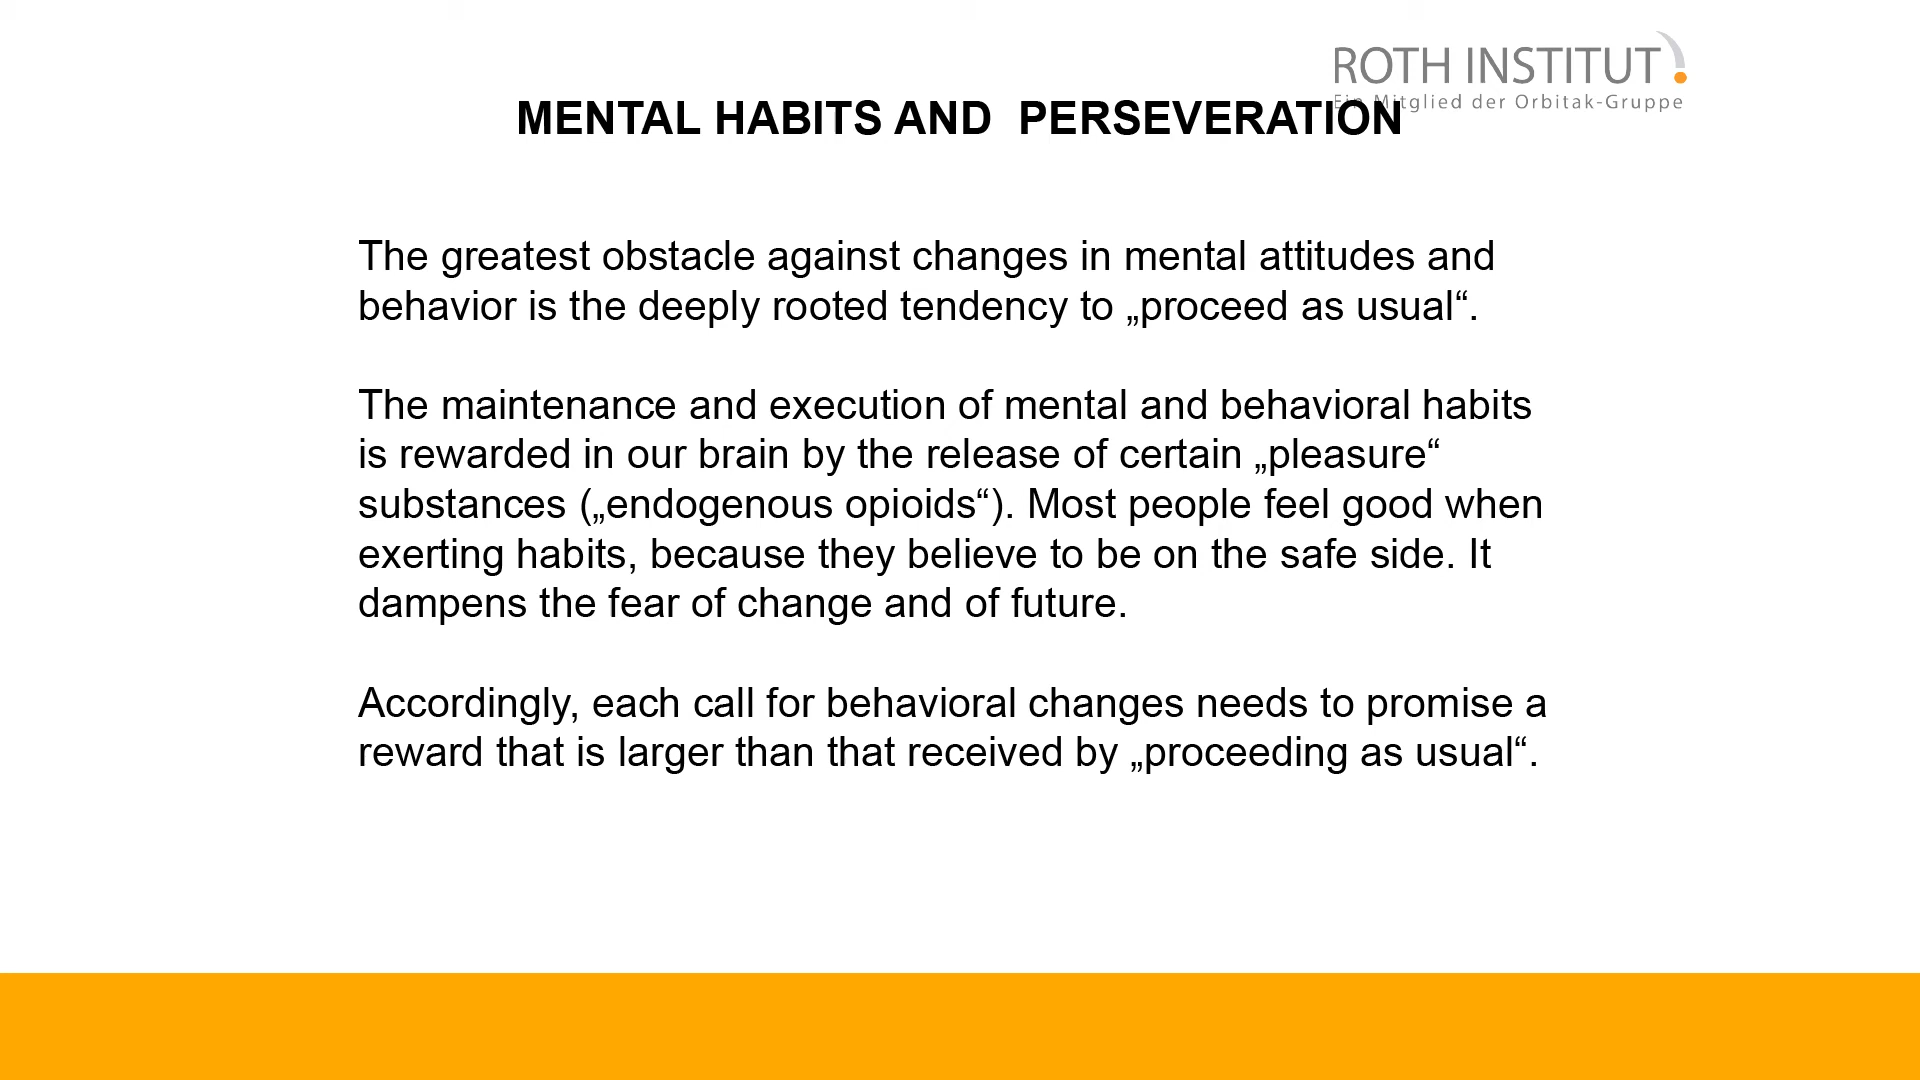 ROTH INSTITUT
Ein Mitglied der Orbitak-Gruppe
MENTAL HABITS AND  PERSEVERATION
The greatest obstacle against changes in mental attitudes and
behavior is the deeply rooted tendency to „proceed as usual“.
The maintenance and execution of mental and behavioral habits
is rewarded in our brain by the release of certain „pleasure“
substances („endogenous opioids“). Most people feel good when
exerting habits, because they believe to be on the safe side. It
dampens the fear of change and of future.
Accordingly, each call for behavioral changes needs to promise a
reward that is larger than that received by „proceeding as usual“.